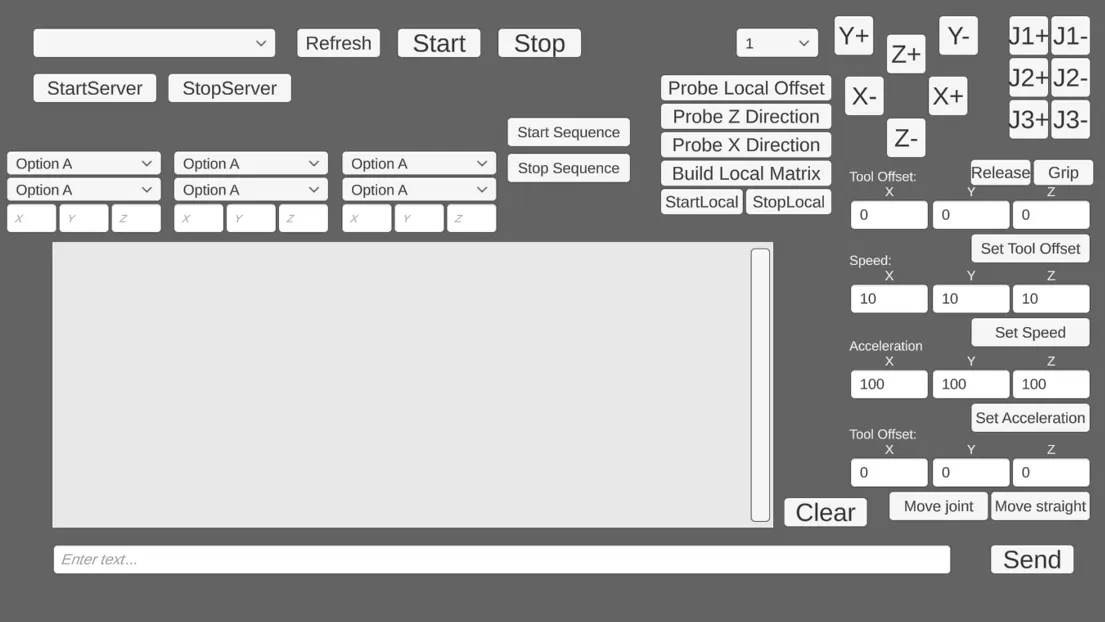 Refresh Start Stop
StartServer StopServer
Start Sequence
Stop Sequence
Option A Option A Option A
Option A Option A Option A
X Y Z X Y Z X Y Z
1
Probe Local Offset
Probe Z Direction
Probe X Direction
Build Local Matrix
StartLocal StopLocal
Y+ Z+ Y-
X- X+
Z-
J1+ J1-
J2+ J2-
J3+ J3-
Release Grip
Tool Offset:
X Y Z
0 0 0
Set Tool Offset
Speed:
X Y Z
10 10 10
Set Speed
Acceleration
X Y Z
100 100 100
Set Acceleration
Tool Offset:
X Y Z
0 0 0
Move joint Move straight
Clear
Enter text...
Send